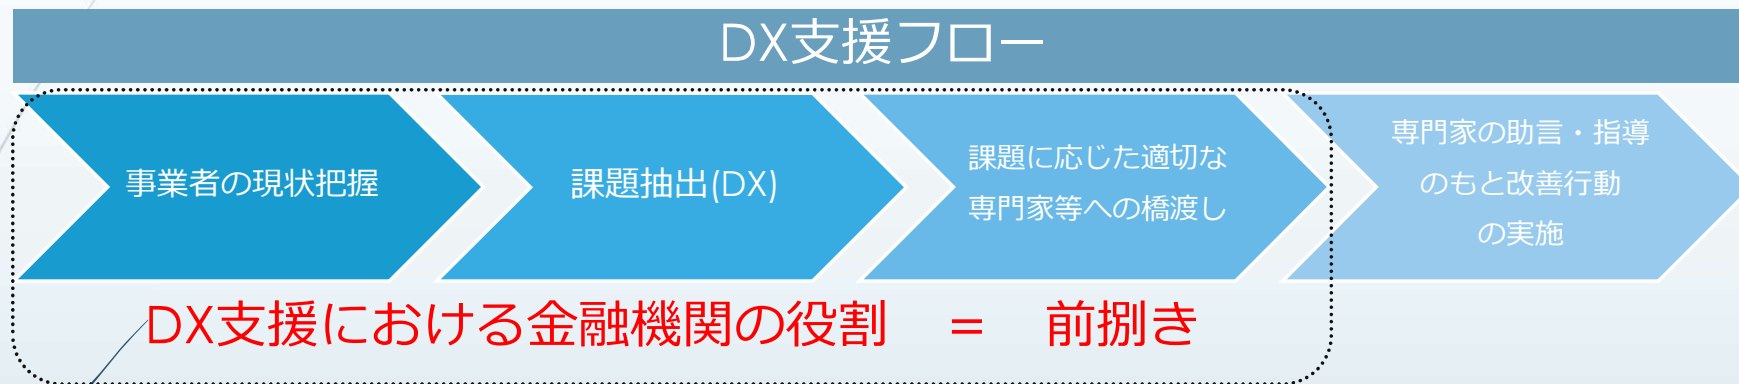 DX支援フロー
事業者の現状把握
課題抽出(DX)
課題に応じた適切な
専門家等への橋渡し
専門家の助言・指導
のもと改善行動
の実施
DX支援における金融機関の役割　=　前捌き